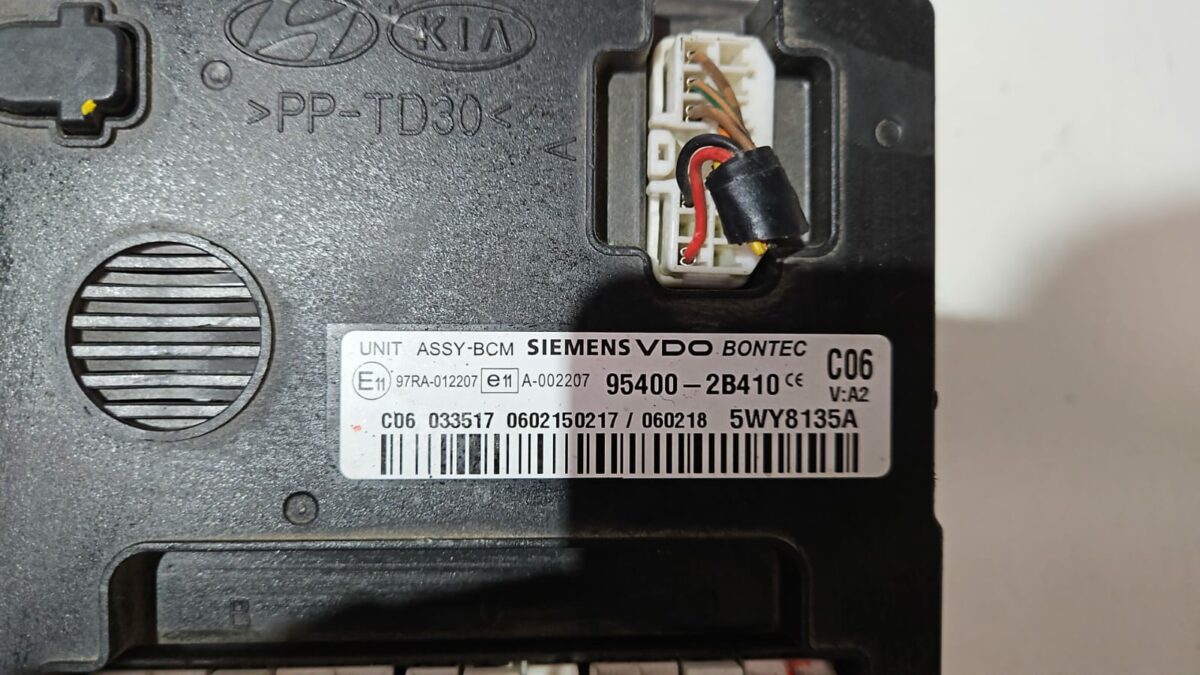 KIA
>PP-TD30<
A
UNIT ASSY-BCM SIEMENS VDO BONTEC
C06
E11 97RA-012207 e11 A-002207 95400-2B410 CE
V:A2
C06 033517 0602150217 / 060218 5WY8135A
B